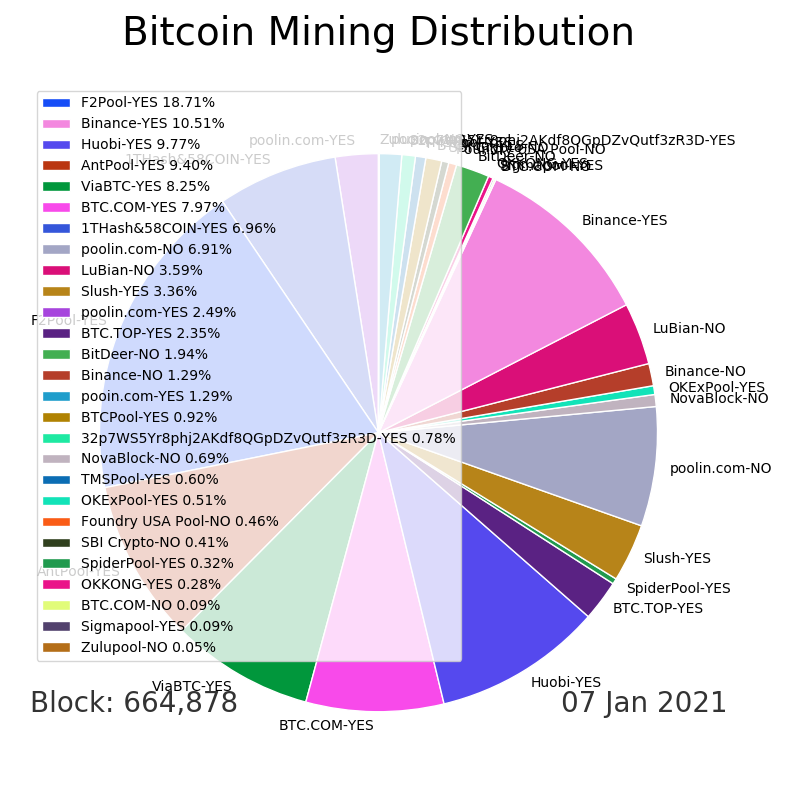 Bitcoin Mining Distribution
F2Pool-YES 18.71%
Binance-YES 10.51%
Huobi-YES 9.77%
AntPool-YES 9.40%
ViaBTC-YES 8.25%
BTC.COM-YES 7.97%
1THash&58COIN-YES 6.96%
poolin.com-NO 6.91%
LuBian-NO 3.59%
Slush-YES 3.36%
poolin.com-YES 2.49%
BTC.TOP-YES 2.35%
BitDeer-NO 1.94%
Binance-NO 1.29%
pooin.com-YES 1.29%
BTCPool-YES 0.92%
32p7WS5Yr8phj2AKdf8QGpDZvQutf3zR3D-YES 0.78%
NovaBlock-NO 0.69%
TMSPool-YES 0.60%
OKExPool-YES 0.51%
Foundry USA Pool-NO 0.46%
SBI Crypto-NO 0.41%
SpiderPool-YES 0.32%
OKKONG-YES 0.28%
BTC.COM-NO 0.09%
Sigmapool-YES 0.09%
Zulupool-NO 0.05%
poolin.com-YES
1THash&58COIN-YES
F2Pool-YES
AntPool-YES
ViaBTC-YES
BTC.COM-YES
Huobi-YES
BTC.TOP-YES
SpiderPool-YES
Slush-YES
poolin.com-NO
NovaBlock-NO
OKExPool-YES
Binance-NO
LuBian-NO
Binance-YES
BitDeer-NO
Block: 664,878
07 Jan 2021